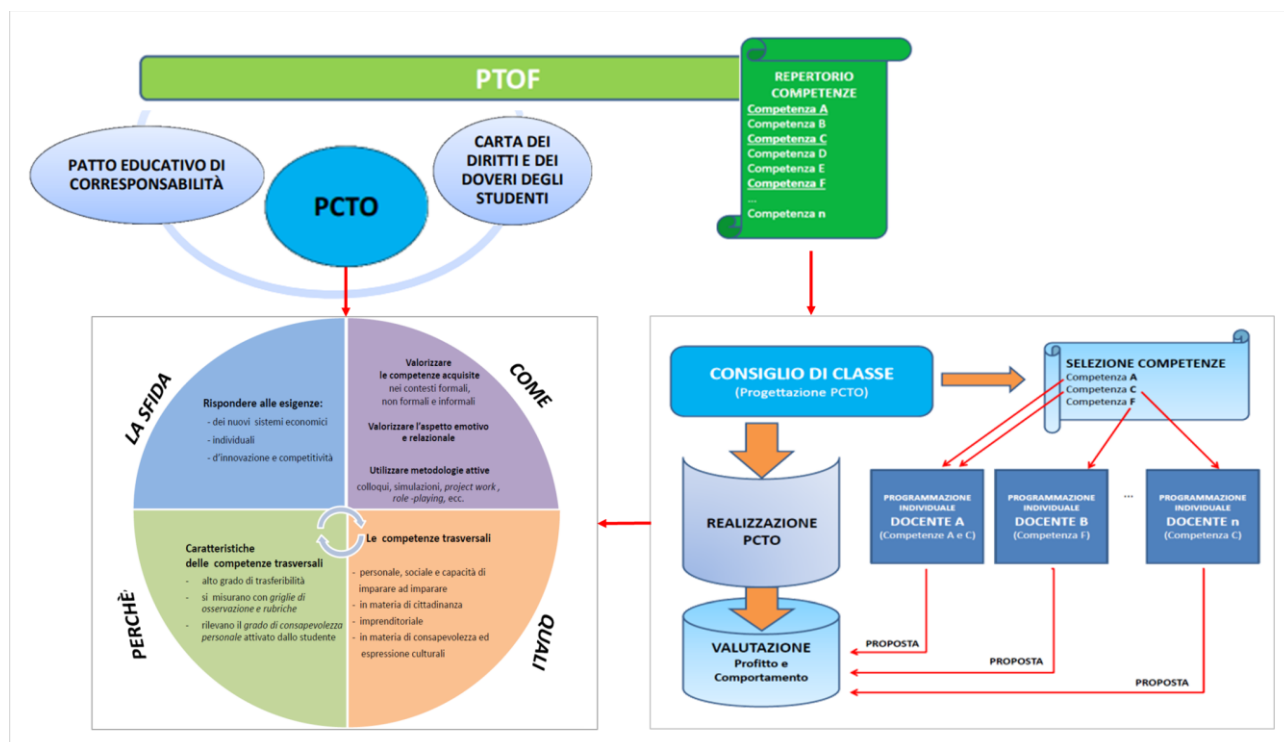 PTOF
PATTO EDUCATIVO DI
CORRESPONSABILITÀ
PCTO
CARTA DEI
DIRITTI E DEI
DOVERI DEGLI
STUDENTI
REPERTORIO
COMPETENZE
Competenza A
Competenza B
Competenza C
Competenza D
Competenza E
Competenza F
...
Competenza n
LA SFIDA
Rispondere alle esigenze:
- dei nuovi sistemi economici
- individuali
- d'innovazione e competitività
COME
Valorizzare
le competenze acquisite
nei contesti formali,
non formali e informali
Valorizzare l'aspetto emotivo
e relazionale
Utilizzare metodologie attive
colloqui, simulazioni, project work ,
role -playing, ecc.
PERCHÈ
Caratteristiche
delle competenze trasversali
- alto grado di trasferibilità
- si misurano con griglie di
osservazione e rubriche
- rilevano il grado di consapevolezza
personale attivato dallo studente
QUALI
Le competenze trasversali
- personale, sociale e capacità di
imparare ad imparare
- in materia di cittadinanza
- imprenditoriale
- in materia di consapevolezza ed
espressione culturali
CONSIGLIO DI CLASSE
(Progettazione PCTO)
SELEZIONE COMPETENZE
Competenza A
Competenza C
Competenza F
REALIZZAZIONE
PCTO
PROGRAMMAZIONE
INDIVIDUALE
DOCENTE A
(Competenze A e C)
PROGRAMMAZIONE
INDIVIDUALE
DOCENTE B
(Competenza F)
...
PROGRAMMAZIONE
INDIVIDUALE
DOCENTE n
(Competenza C)
VALUTAZIONE
Profitto e
Comportamento
PROPOSTA
PROPOSTA
PROPOSTA